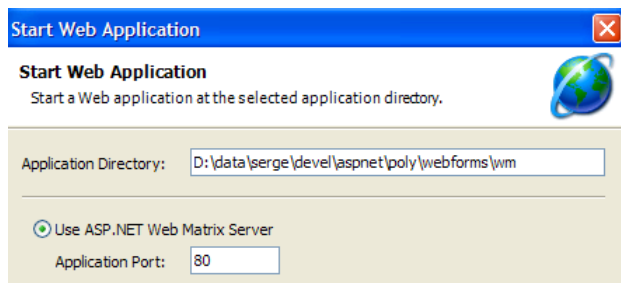 Start Web Application
Start Web Application
Start a Web application at the selected application directory.
Application Directory: D:\data\serge\devel\aspnet\poly\webforms\wm
Use ASP.NET Web Matrix Server
Application Port: 80